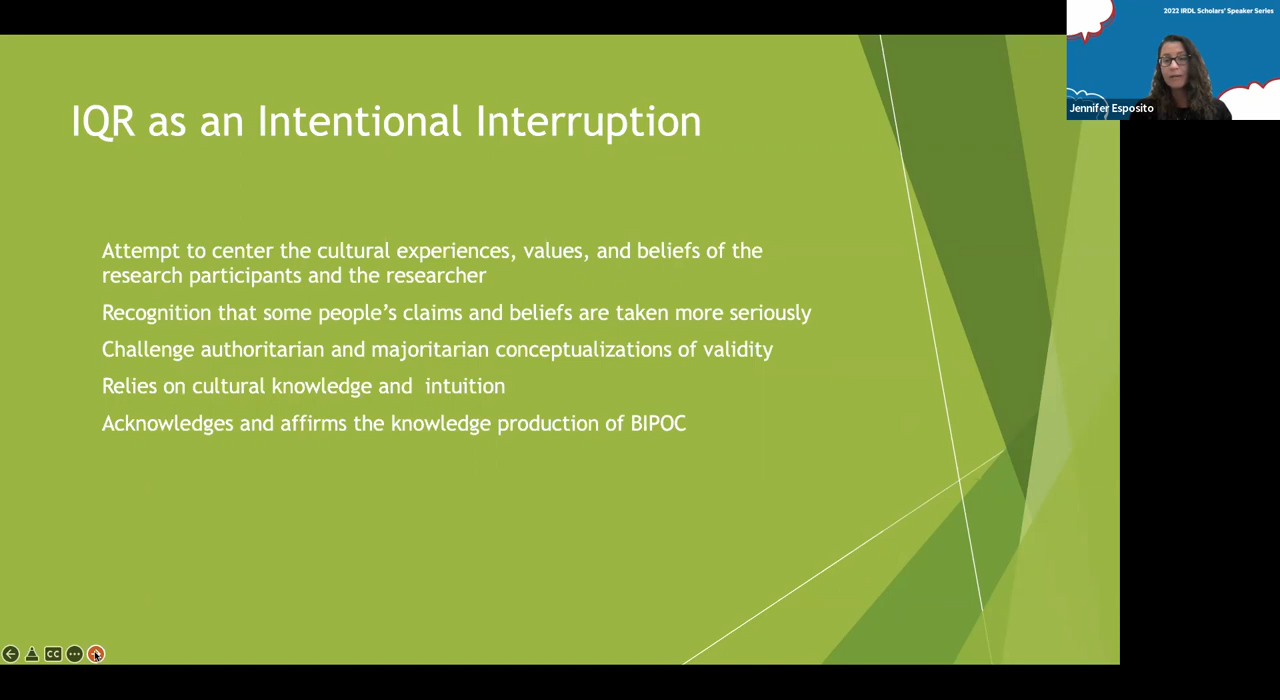 2022 IRDL Scholars' Speaker Series
Jennifer Esposito
IQR as an Intentional Interruption
Attempt to center the cultural experiences, values, and beliefs of the
research participants and the researcher
Recognition that some people’s claims and beliefs are taken more seriously
Challenge authoritarian and majoritarian conceptualizations of validity
Relies on cultural knowledge and  intuition
Acknowledges and affirms the knowledge production of BIPOC
CC